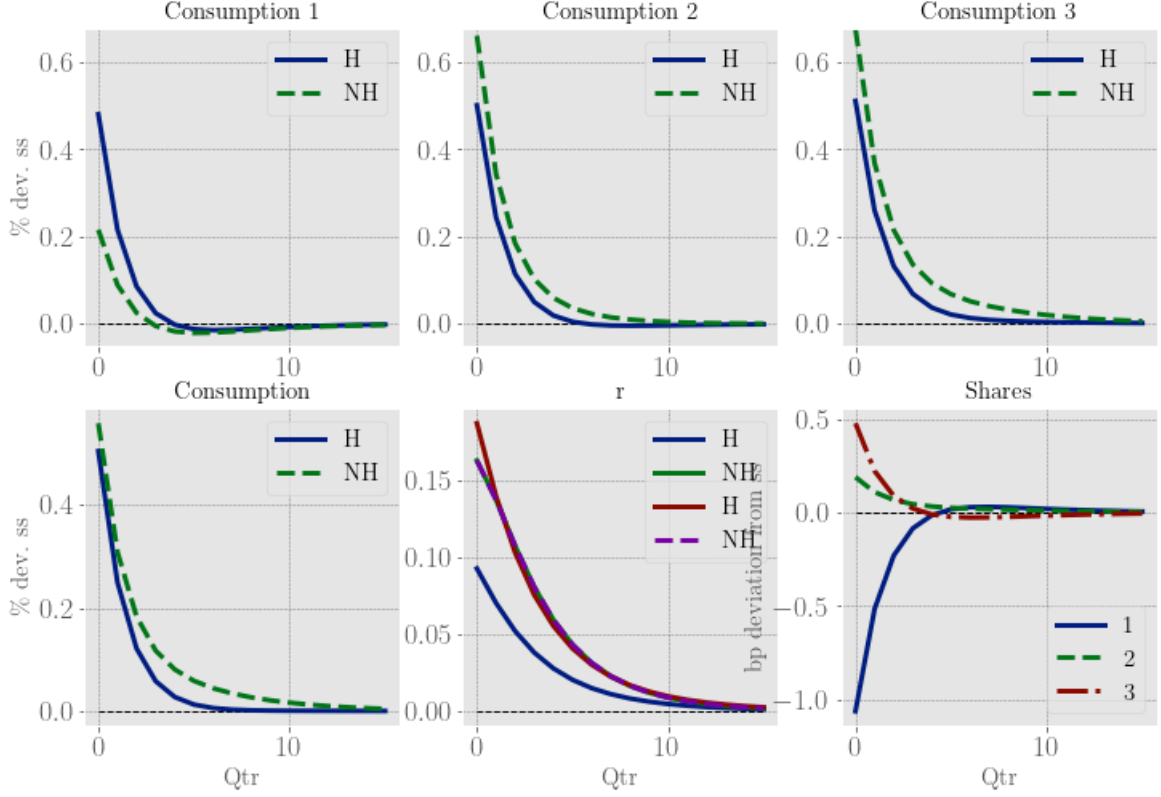 Consumption 1
Consumption 2
Consumption 3
% dev. ss
0.6
0.4
0.2
0.0
0
10
H
NH
0.6
0.4
0.2
0.0
0
10
H
NH
0.6
0.4
0.2
0.0
0
10
H
NH
Consumption
r
Shares
% dev. ss
0.4
0.2
0.0
0
10
Qtr
H
NH
0.15
0.10
0.05
0.00
0
10
Qtr
H
NH
H
NH
bp deviation from ss
0.5
0.0
−0.5
−1.0
0
10
Qtr
1
2
3